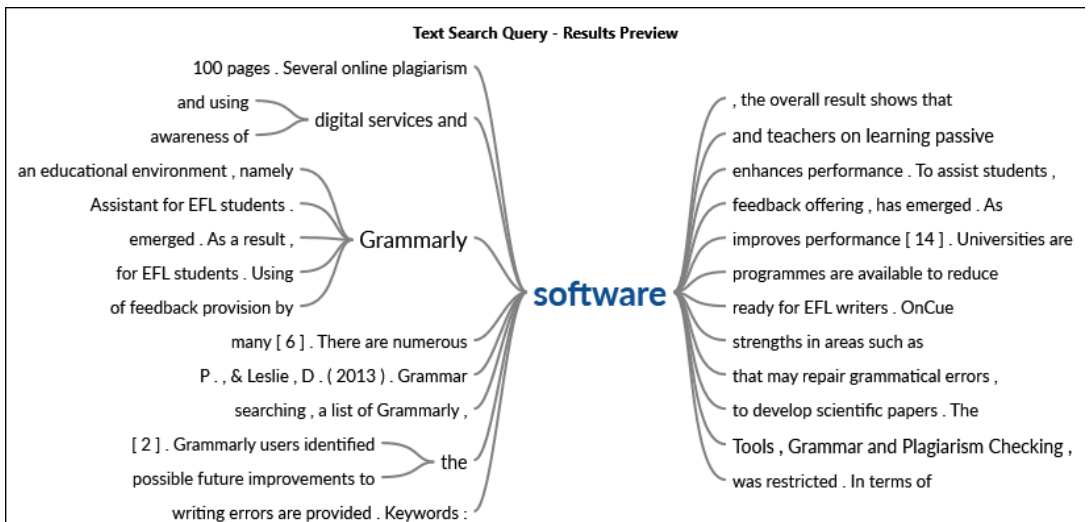 Text Search Query - Results Preview
100 pages . Several online plagiarism
and using
awareness of
digital services and
an educational environment , namely
Assistant for EFL students .
emerged . As a result ,
for EFL students . Using
of feedback provision by
Grammarly
many [ 6 ] . There are numerous
P . , & Leslie , D . ( 2013 ) . Grammar
searching , a list of Grammarly ,
[ 2 ] . Grammarly users identified
possible future improvements to
the
writing errors are provided . Keywords :
software
, the overall result shows that
and teachers on learning passive
enhances performance . To assist students ,
feedback offering , has emerged . As
improves performance [ 14 ] . Universities are
programmes are available to reduce
ready for EFL writers . OnCue
strengths in areas such as
that may repair grammatical errors ,
to develop scientific papers . The
Tools , Grammar and Plagiarism Checking ,
was restricted . In terms of